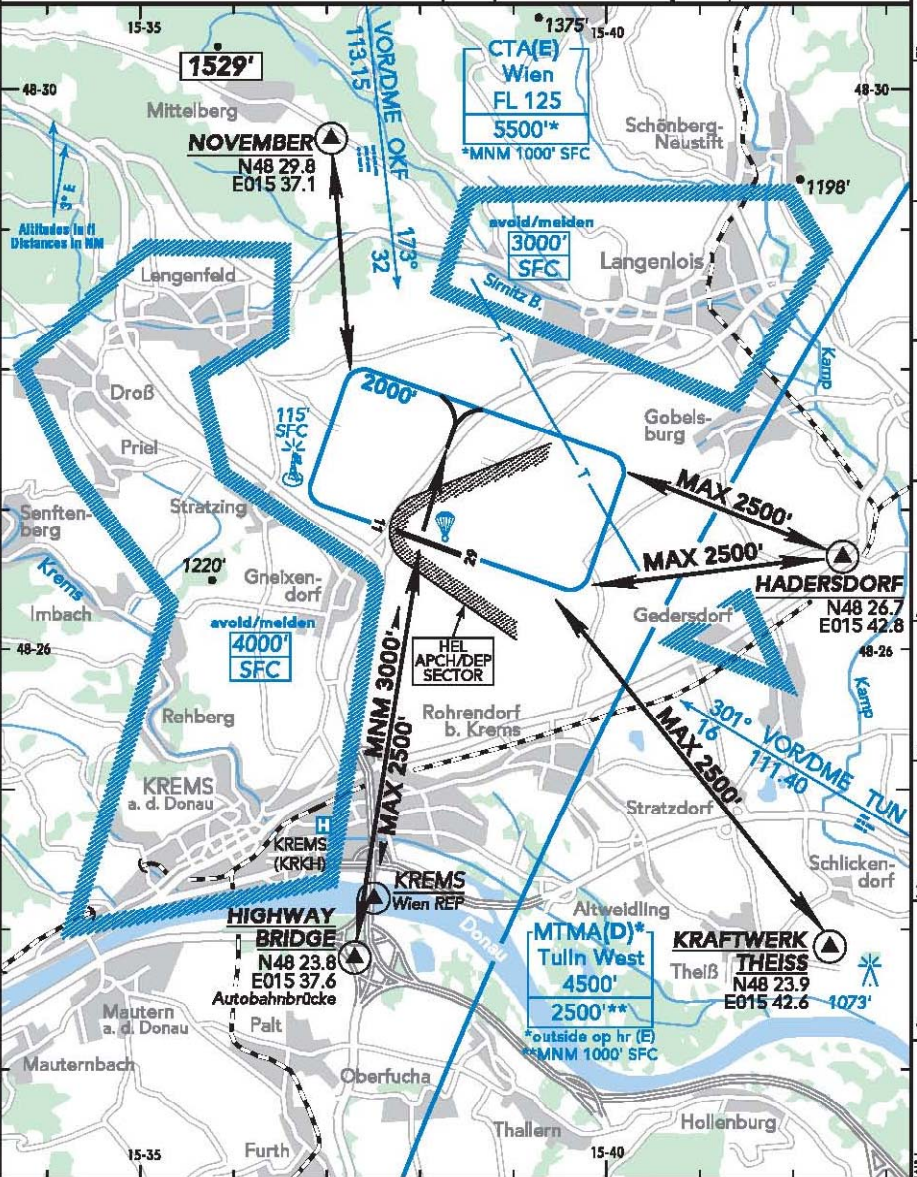 15-35
1375'
15-40
1529'
48-30
48-30
Mittelberg
VOR/DME OKF
113.15
173°
32
CTA(E)
Wien
FL 125
5500'*
*MNM 1000' SFC
Schönberg-
Neustift
NOVEMBER
N48 29.8
E015 37.1
1198'
3° E
Altitudes in ft
Distances in NM
avoid/meiden
3000'
SFC
Langenlois
Lengenfeld
Sirnitz B.
Kamp
Droß
2000'
115'
SFC
Gobels-
burg
Priel
Stratzing
MAX 2500'
Senften-
berg
11
29
MAX 2500'
HADERSDORF
N48 26.7
E015 42.8
Krems
1220'
Gneixen-
dorf
Imbach
Gedersdorf
avoid/meiden
4000'
SFC
48-26
48-26
HEL
APCH/DEP
SECTOR
MNM 3000'
MAX 2500'
Kamp
Rehberg
Rohrendorf
b. Krems
301° VOR/DME TUN
16 111.40
MAX 2500'
KREMS
a. d. Donau
Stratzdorf
H
KREMS
(KRKH)
Schlicken-
dorf
KREMS
Wien REP
Altweidling
HIGHWAY
BRIDGE
N48 23.8
E015 37.6
Autobahnbrücke
Donau
MTMA(D)*
Tulln West
4500'
2500'**
*outside op hr (E)
**MNM 1000' SFC
KRAFTWERK
THEISS
N48 23.9
E015 42.6
Theiß
1073'
Mautern
a. d. Donau
Palt
Mauternbach
Oberfucha
Thallern
Hollenburg
Furth
15-35
15-40